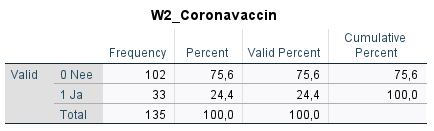 W2_Coronavaccin
Frequency Percent Valid Percent Cumulative Percent
Valid 0 Nee 102 75,6 75,6 75,6
1 Ja 33 24,4 24,4 100,0
Total 135 100,0 100,0